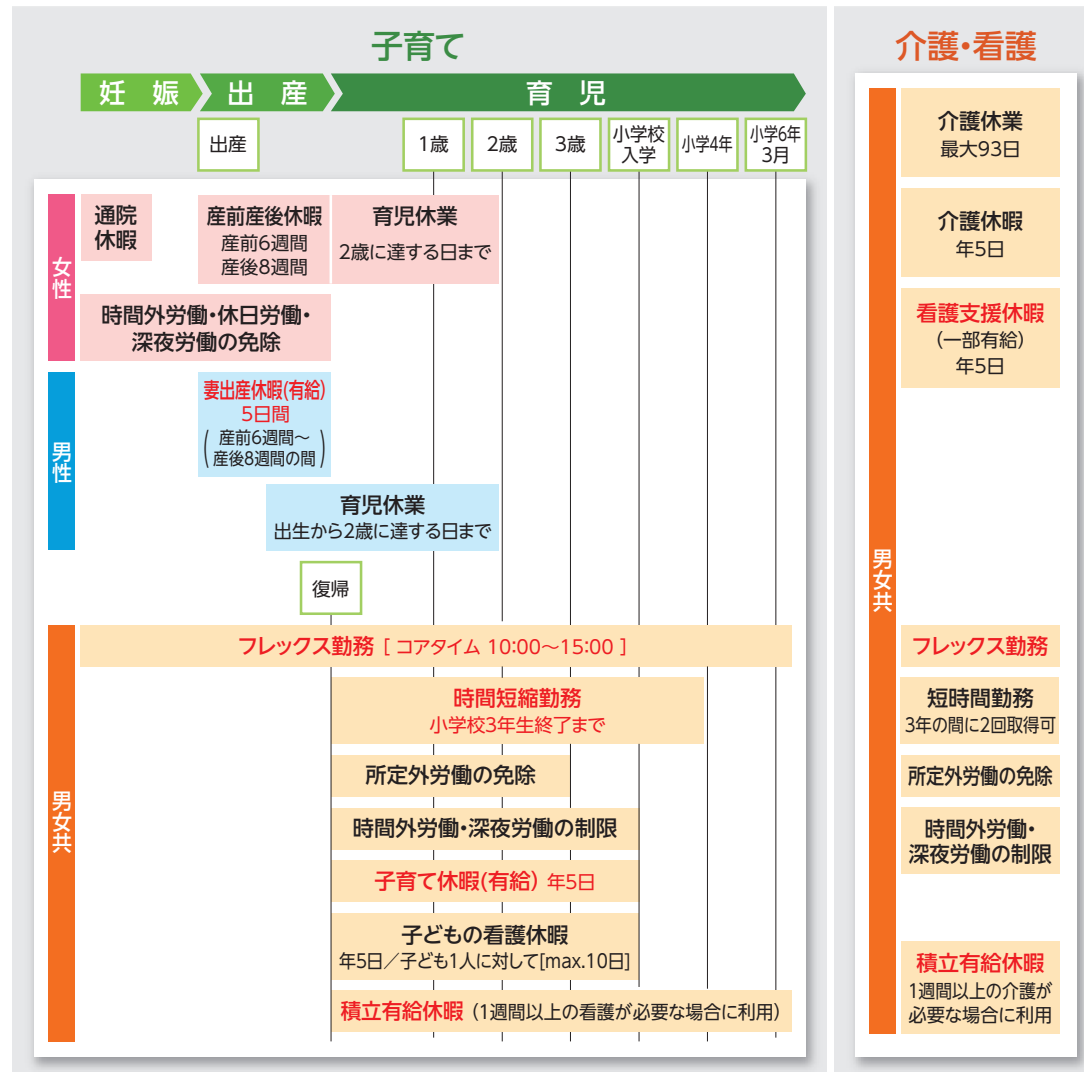 子育て
妊娠
出産
育児
出産
1歳
2歳
3歳
小学校
入学
小学4年
小学6年
3月
女性
通院
休暇
産前産後休暇
産前6週間
産後8週間
育児休業
2歳に達する日まで
時間外労働・休日労働・
深夜労働の免除
男性
妻出産休暇(有給)
5日間
(産前6週間～
産後8週間の間)
育児休業
出生から2歳に達する日まで
復帰
男女共
フレックス勤務 [ コアタイム 10:00～15:00 ]
時間短縮勤務
小学校3年生終了まで
所定外労働の免除
時間外労働・深夜労働の制限
子育て休暇(有給) 年5日
子どもの看護休暇
年5日／子ども1人に対して[max.10日]
積立有給休暇 (1週間以上の看護が必要な場合に利用)
介護・看護
男女共
介護休業
最大93日
介護休暇
年5日
看護支援休暇
(一部有給)
年5日
フレックス勤務
短時間勤務
3年の間に2回取得可
所定外労働の免除
時間外労働・
深夜労働の制限
積立有給休暇
1週間以上の介護が
必要な場合に利用